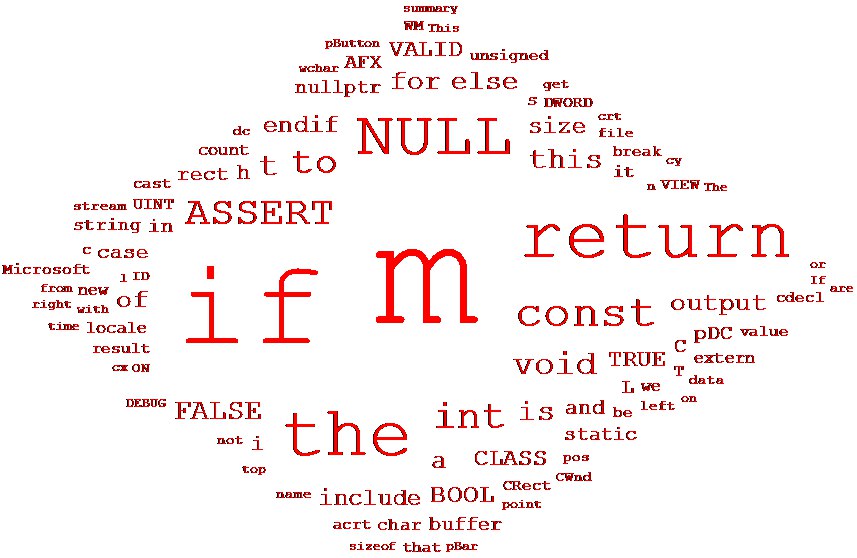 summary
WM This
pButton VALID unsigned
wchar AFX
nullptr for else
get
s DWORD
dc endif NULL size crt
file
count t to this break cy
rect h it
cast n VIEW The
stream UINT ASSERT
string in return
c case
Microsoft l ID or
If are
from new of if m output cdecl
right with const
time locale pDC value
result void TRUE C extern
cx ON T data
L we
DEBUG FALSE the int is and be left on
not i static
top a CLASS pos
CWnd
name include BOOL CRect
point
acrt char buffer
sizeof that pBar